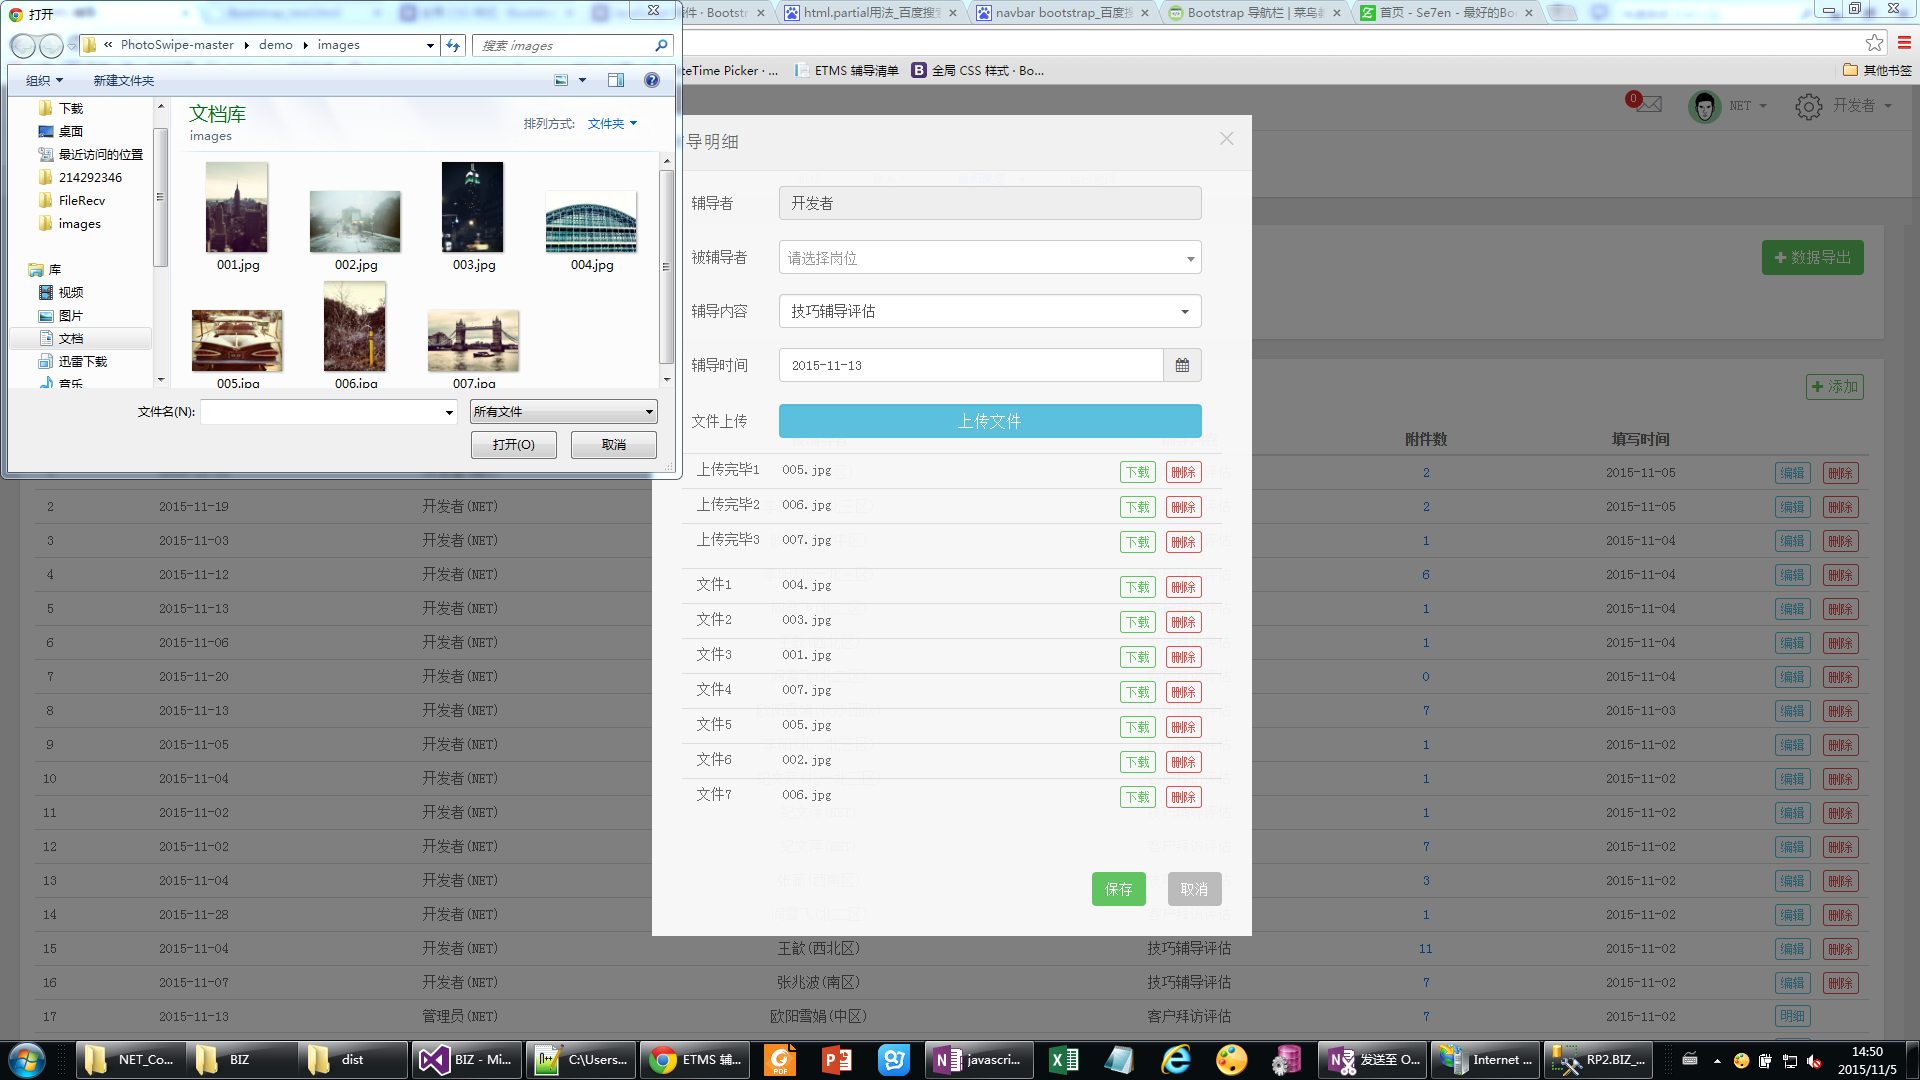 打开
« PhotoSwipe-master ▸ demo ▸ images
搜索 images
组织
新建文件夹
下载
桌面
最近访问的位置
214292346
FileRecv
images
库
视频
图片
文档
迅雷下载
音乐
文档库
images
排列方式: 文件夹
001.jpg 002.jpg 003.jpg 004.jpg
005.jpg 006.jpg 007.jpg
文件名(N):
所有文件
打开(O) 取消
插件 · Bootstr
html.partial用法_百度搜索
navbar bootstrap_百度搜
Bootstrap 导航栏 | 菜鸟教
首页 - Se7en - 最好的Bo
teTime Picker · ...
ETMS 辅导清单
全局 CSS 样式 · Bo...
其他书签
0
NET
开发者
导明细
辅导者 开发者
被辅导者 请选择岗位
辅导内容 技巧辅导评估
辅导时间 2015-11-13
文件上传 上传文件
上传完毕1 005.jpg 下载 删除
上传完毕2 006.jpg 下载 删除
上传完毕3 007.jpg 下载 删除
文件1 004.jpg 下载 删除
文件2 003.jpg 下载 删除
文件3 001.jpg 下载 删除
文件4 007.jpg 下载 删除
文件5 005.jpg 下载 删除
文件6 002.jpg 下载 删除
文件7 006.jpg 下载 删除
保存 取消
+ 数据导出
+ 添加
附件数 填写时间
2 2015-11-05 编辑 删除
2 2015-11-19 开发者(NET) 2 2015-11-05 编辑 删除
3 2015-11-03 开发者(NET) 1 2015-11-04 编辑 删除
4 2015-11-12 开发者(NET) 6 2015-11-04 编辑 删除
5 2015-11-13 开发者(NET) 1 2015-11-04 编辑 删除
6 2015-11-06 开发者(NET) 1 2015-11-04 编辑 删除
7 2015-11-20 开发者(NET) 0 2015-11-04 编辑 删除
8 2015-11-13 开发者(NET) 7 2015-11-03 编辑 删除
9 2015-11-05 开发者(NET) 1 2015-11-02 编辑 删除
10 2015-11-04 开发者(NET) 1 2015-11-02 编辑 删除
11 2015-11-02 开发者(NET) 1 2015-11-02 编辑 删除
12 2015-11-02 开发者(NET) 7 2015-11-02 编辑 删除
13 2015-11-04 开发者(NET) 3 2015-11-02 编辑 删除
14 2015-11-28 开发者(NET) 1 2015-11-02 编辑 删除
15 2015-11-04 开发者(NET) 王歆(西北区) 技巧辅导评估 11 2015-11-02 编辑 删除
16 2015-11-07 开发者(NET) 张兆波(南区) 技巧辅导评估 7 2015-11-02 编辑 删除
17 2015-11-13 管理员(NET) 欧阳雪娟(中区) 客户拜访评估 7 2015-11-02 明细
NET_Co...
BIZ
dist
BIZ - Mi...
C:\Users...
ETMS 辅...
PDF
javascri...
发送至 O...
Internet ...
RP2.BIZ_...
14:50
2015/11/5